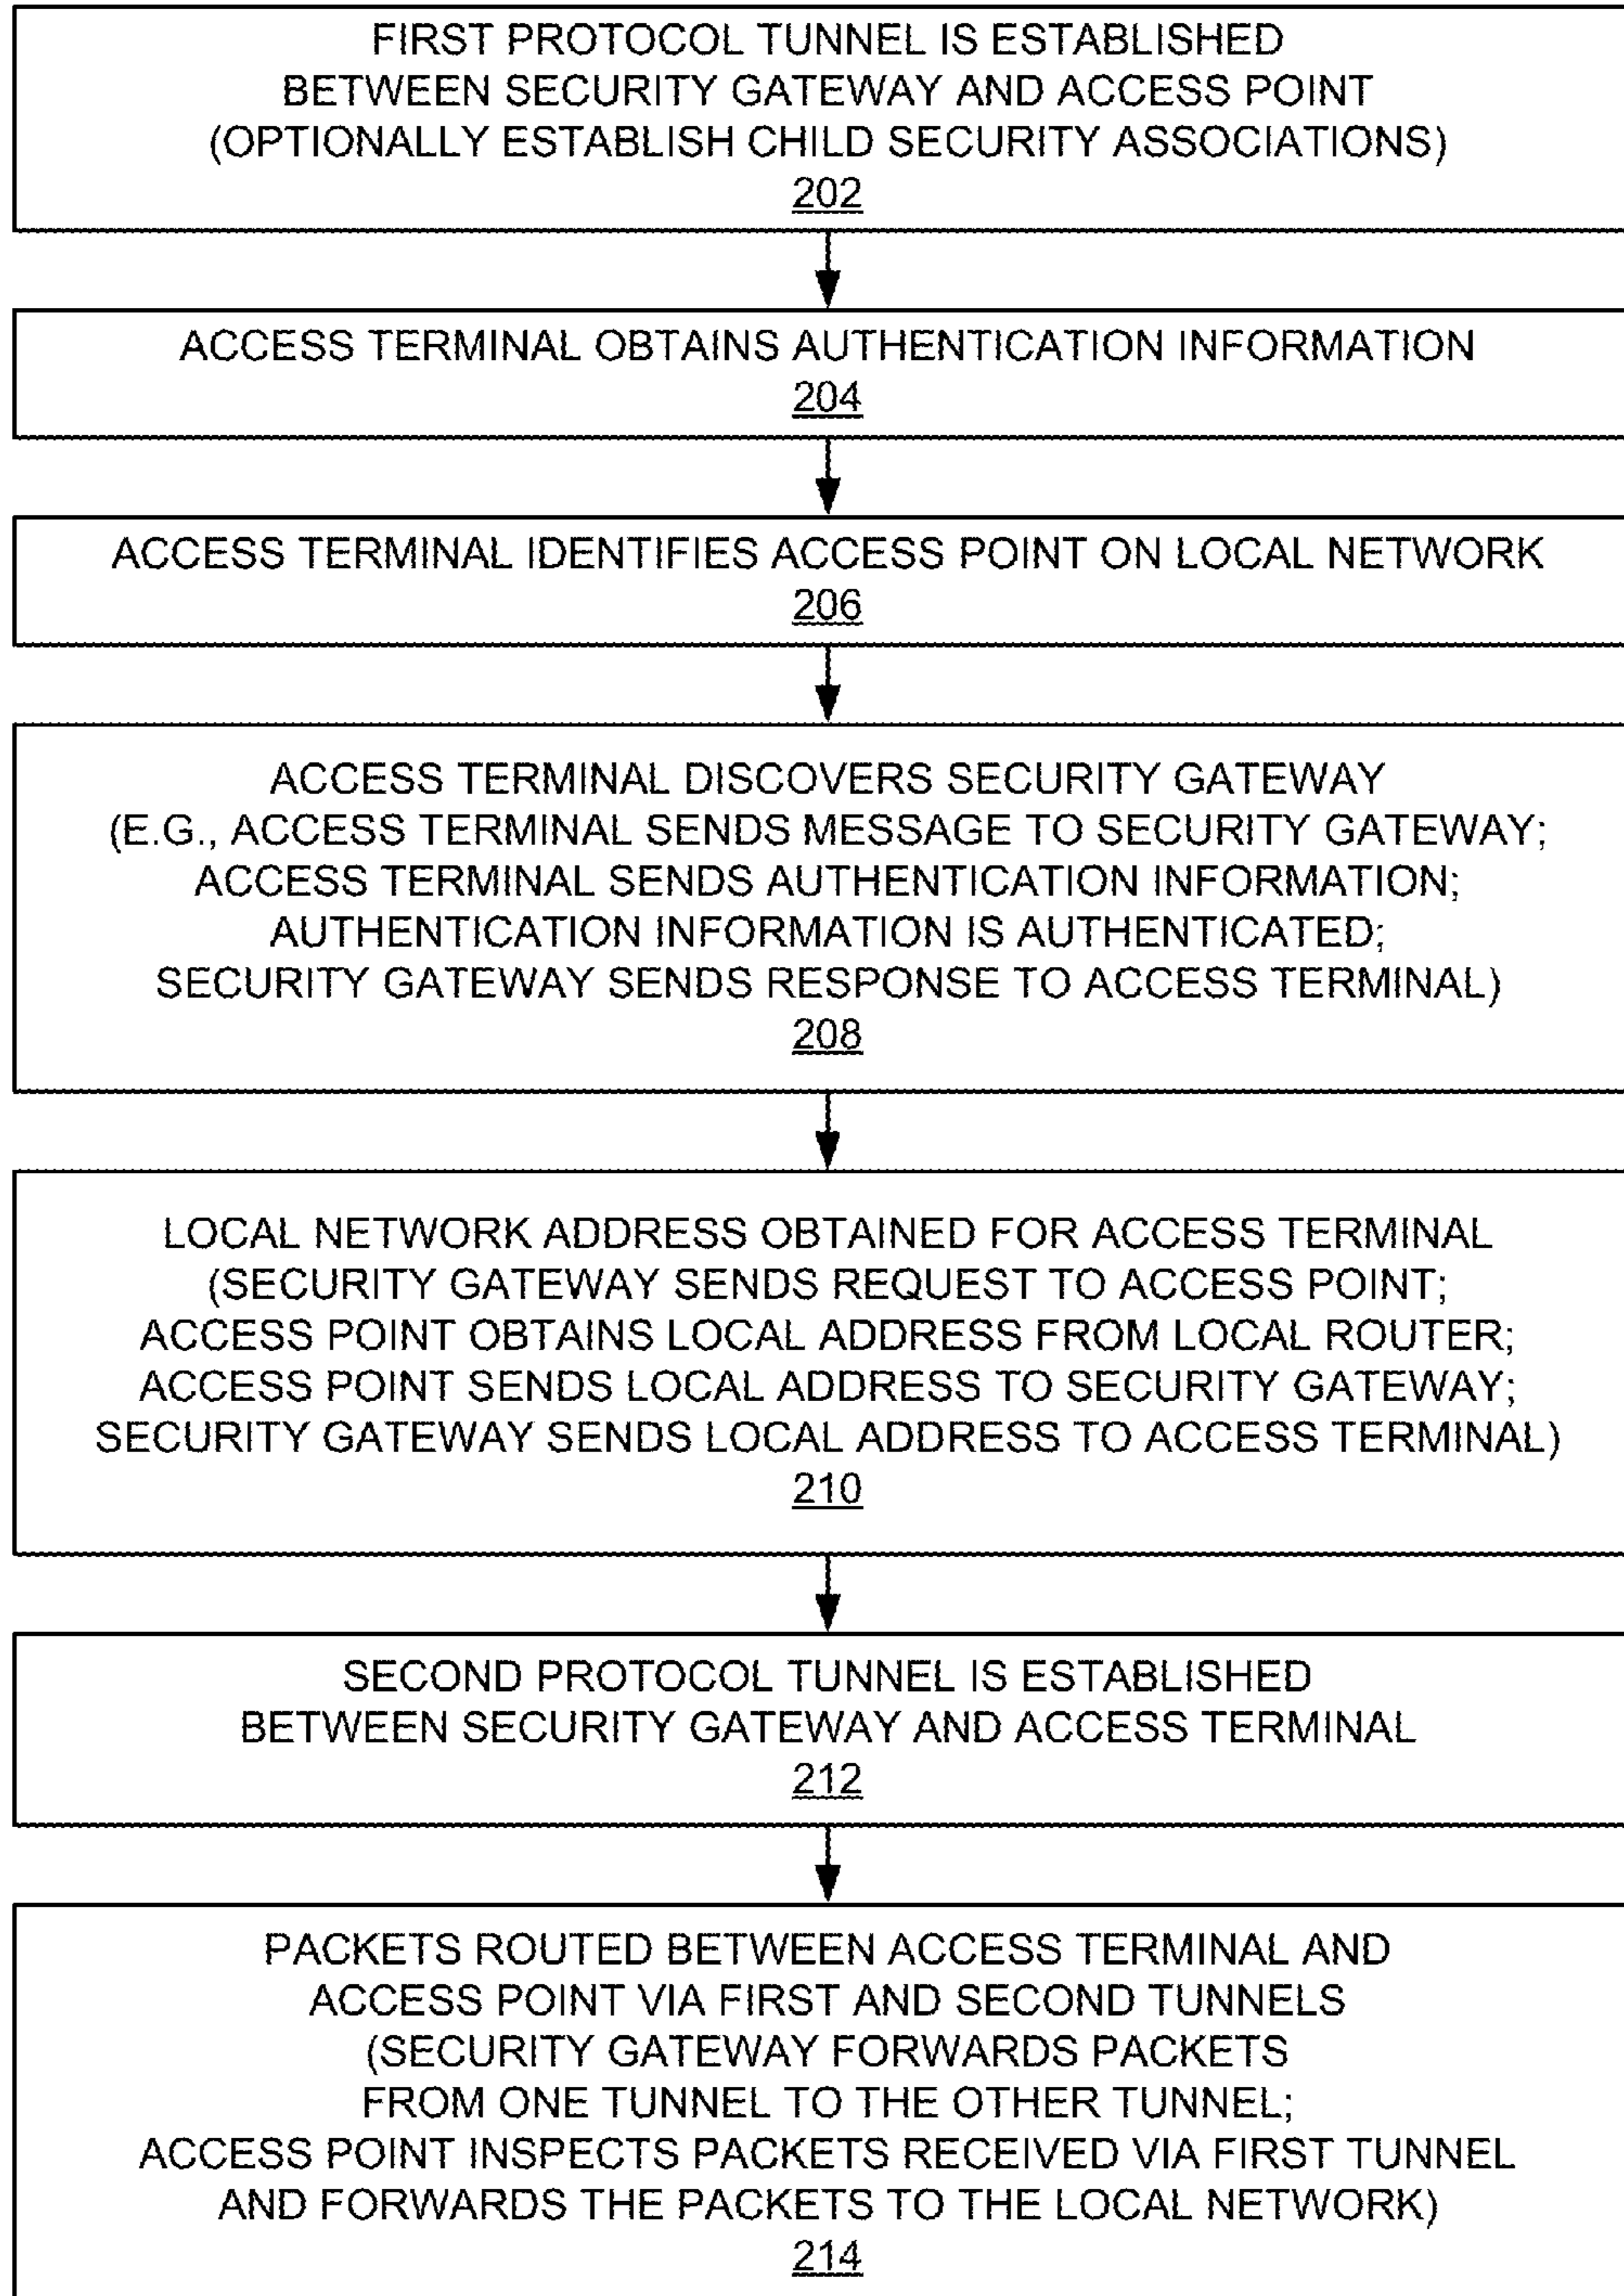 FIRST PROTOCOL TUNNEL IS ESTABLISHED
BETWEEN SECURITY GATEWAY AND ACCESS POINT
(OPTIONALLY ESTABLISH CHILD SECURITY ASSOCIATIONS)
202
ACCESS TERMINAL OBTAINS AUTHENTICATION INFORMATION
204
ACCESS TERMINAL IDENTIFIES ACCESS POINT ON LOCAL NETWORK
206
ACCESS TERMINAL DISCOVERS SECURITY GATEWAY
(E.G., ACCESS TERMINAL SENDS MESSAGE TO SECURITY GATEWAY;
ACCESS TERMINAL SENDS AUTHENTICATION INFORMATION;
AUTHENTICATION INFORMATION IS AUTHENTICATED;
SECURITY GATEWAY SENDS RESPONSE TO ACCESS TERMINAL)
208
LOCAL NETWORK ADDRESS OBTAINED FOR ACCESS TERMINAL
(SECURITY GATEWAY SENDS REQUEST TO ACCESS POINT;
ACCESS POINT OBTAINS LOCAL ADDRESS FROM LOCAL ROUTER;
ACCESS POINT SENDS LOCAL ADDRESS TO SECURITY GATEWAY;
SECURITY GATEWAY SENDS LOCAL ADDRESS TO ACCESS TERMINAL)
210
SECOND PROTOCOL TUNNEL IS ESTABLISHED
BETWEEN SECURITY GATEWAY AND ACCESS TERMINAL
212
PACKETS ROUTED BETWEEN ACCESS TERMINAL AND
ACCESS POINT VIA FIRST AND SECOND TUNNELS
(SECURITY GATEWAY FORWARDS PACKETS
FROM ONE TUNNEL TO THE OTHER TUNNEL;
ACCESS POINT INSPECTS PACKETS RECEIVED VIA FIRST TUNNEL
AND FORWARDS THE PACKETS TO THE LOCAL NETWORK)
214